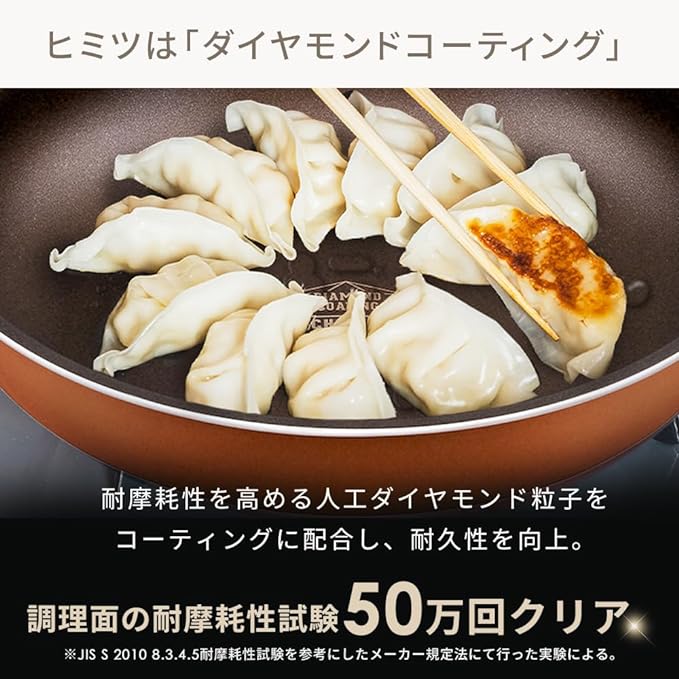 ヒミツは「ダイヤモンドコーティング」
DIAMOND
COATING
耐摩耗性を高める人工ダイヤモンド粒子を
コーティングに配合し、耐久性を向上。
調理面の耐摩耗性試験50万回クリア
※JIS S 2010 8.3.4.5耐摩耗性試験を参考にしたメーカー規定法にて行った実験による。